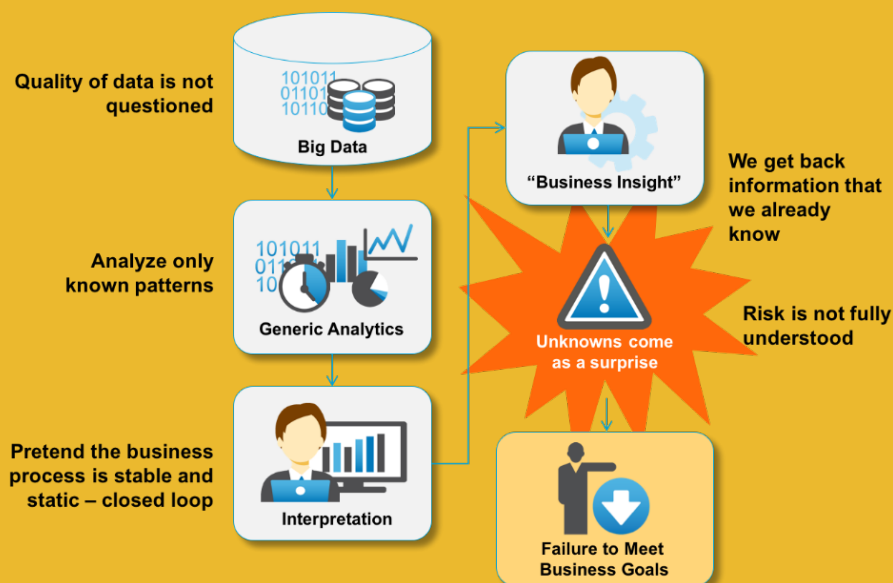 Quality of data is not
questioned
101011
01101
10110
Big Data
Analyze only
known patterns
101011
011
10
Generic Analytics
Pretend the business
process is stable and
static – closed loop
Interpretation
“Business Insight”
We get back
information that
we already
know
Unknowns come
as a surprise
Risk is not fully
understood
Failure to Meet
Business Goals